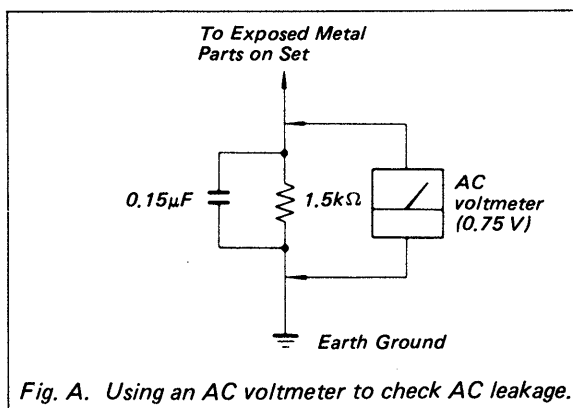 To Exposed Metal
Parts on Set
0.15µF
1.5kΩ
AC
voltmeter
(0.75 V)
Earth Ground
Fig. A. Using an AC voltmeter to check AC leakage.